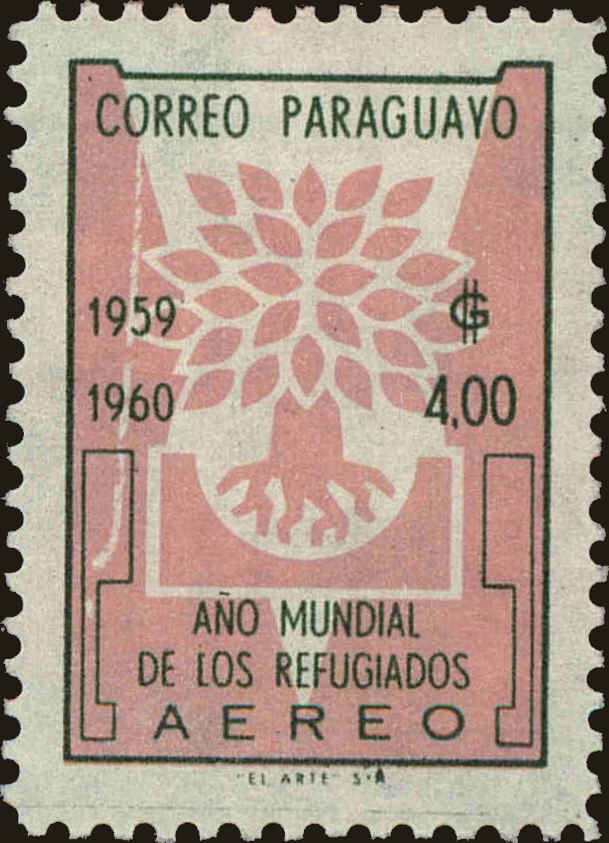 CORREO PARAGUAYO
1959 ₲
1960 4,00
AÑO MUNDIAL
DE LOS REFUGIADOS
AEREO
"EL ARTE" S.A